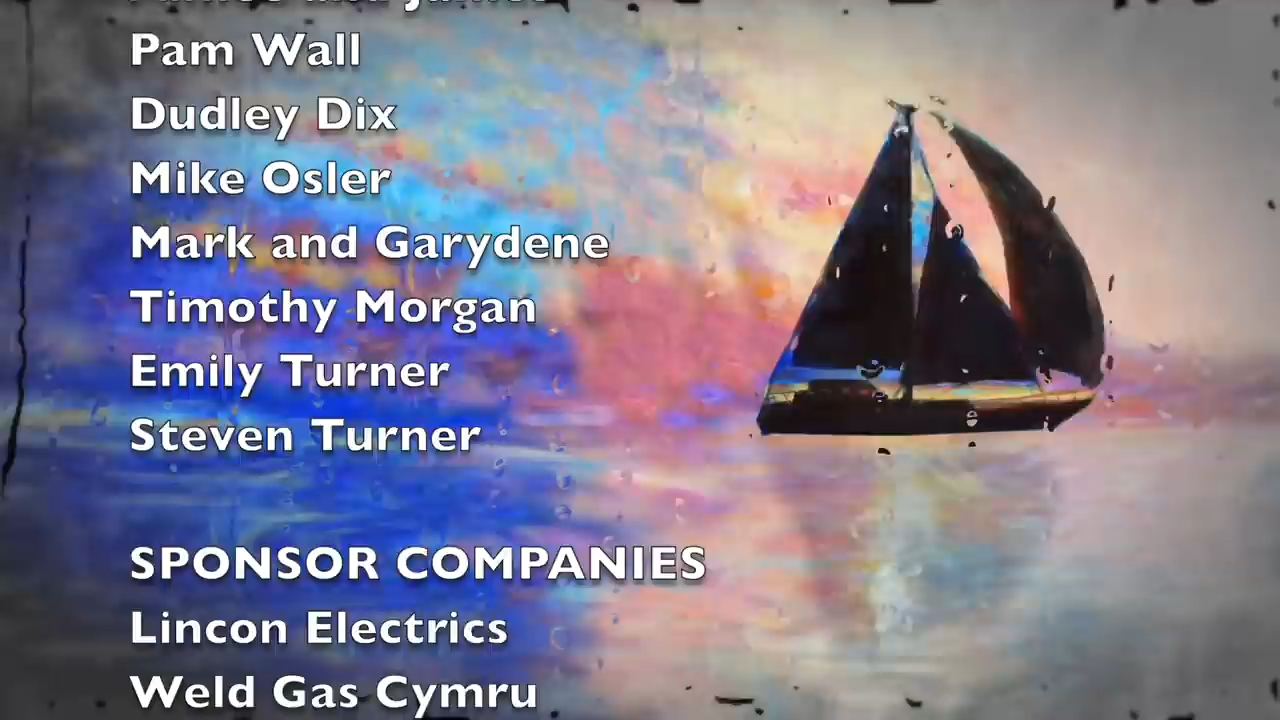 Pam Wall
Dudley Dix
Mike Osler
Mark and Garydene
Timothy Morgan
Emily Turner
Steven Turner
SPONSOR COMPANIES
Lincon Electrics
Weld Gas Cymru